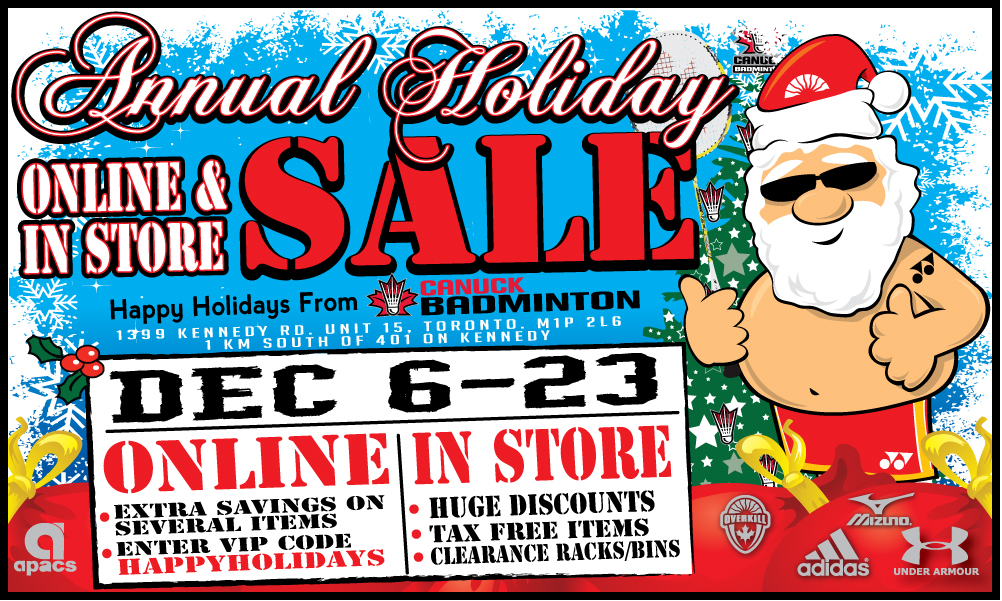 Annual Holiday
SALE
ONLINE &
IN STORE
Happy Holidays From
CANUCK
BADMINTON
1399 KENNEDY RD. UNIT 15, TORONTO. M1P 2L6
1 KM SOUTH OF 401 ON KENNEDY
DEC 6-23
ONLINE
• EXTRA SAVINGS ON
SEVERAL ITEMS
• ENTER VIP CODE
HAPPYHOLIDAYS
IN STORE
• HUGE DISCOUNTS
• TAX FREE ITEMS
• CLEARANCE RACKS/BINS
apacs
OVERKILL
MIZUNO.
adidas
UNDER ARMOUR